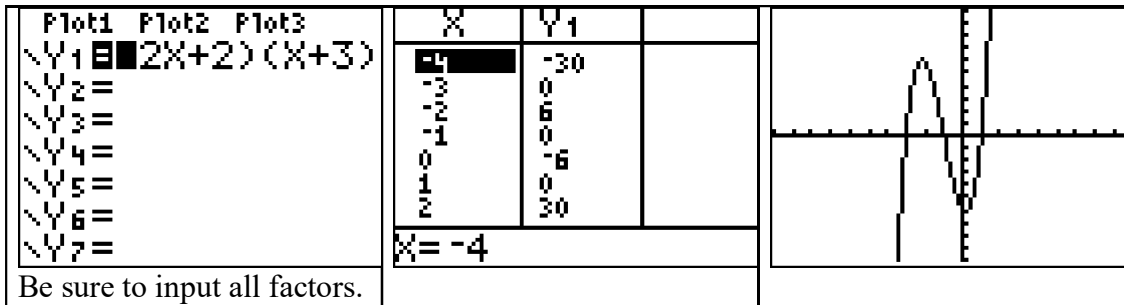 Plot1 Plot2 Plot3
\Y1=█2X+2)(X+3)
\Y2=
\Y3=
\Y4=
\Y5=
\Y6=
\Y7=
X Y1
-4 -30
-3 0
-2 6
-1 0
0 -6
1 0
2 30
X=-4
Be sure to input all factors.